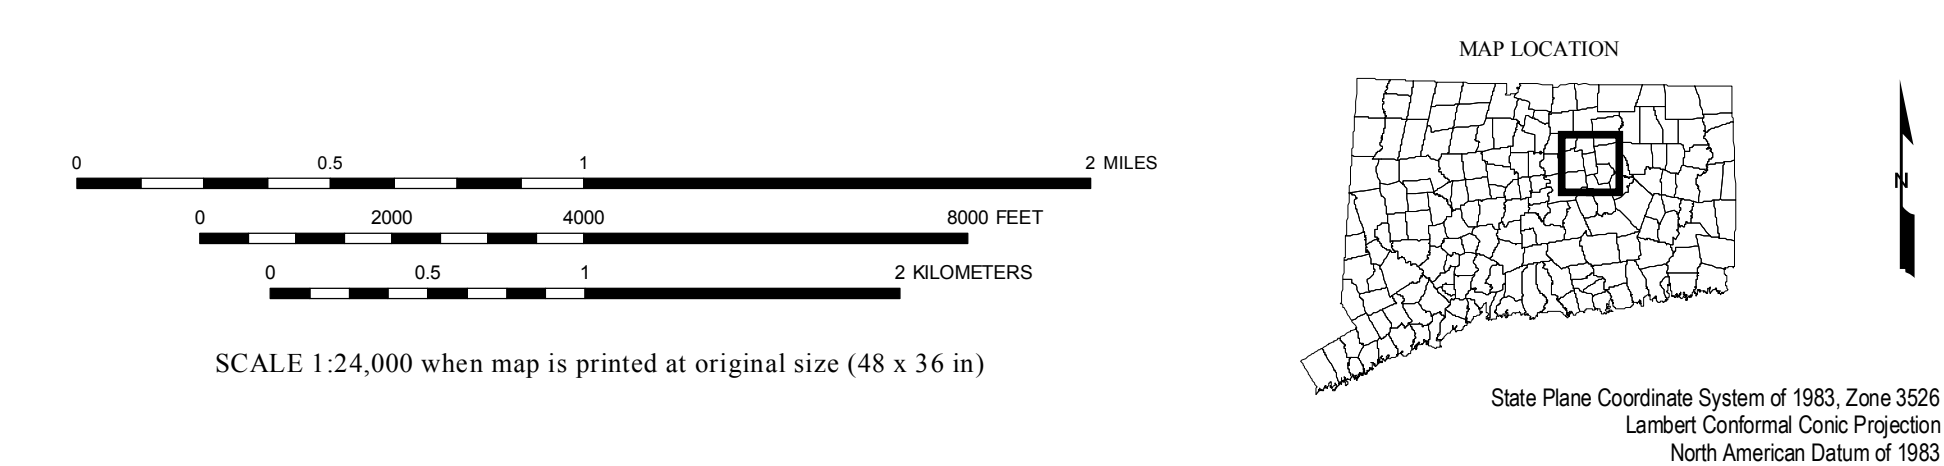 MAP LOCATION
0 0.5 1 2 MILES
0 2000 4000 8000 FEET
0 0.5 1 2 KILOMETERS
SCALE 1:24,000 when map is printed at original size (48 x 36 in)
N
State Plane Coordinate System of 1983, Zone 3526
Lambert Conformal Conic Projection
North American Datum of 1983